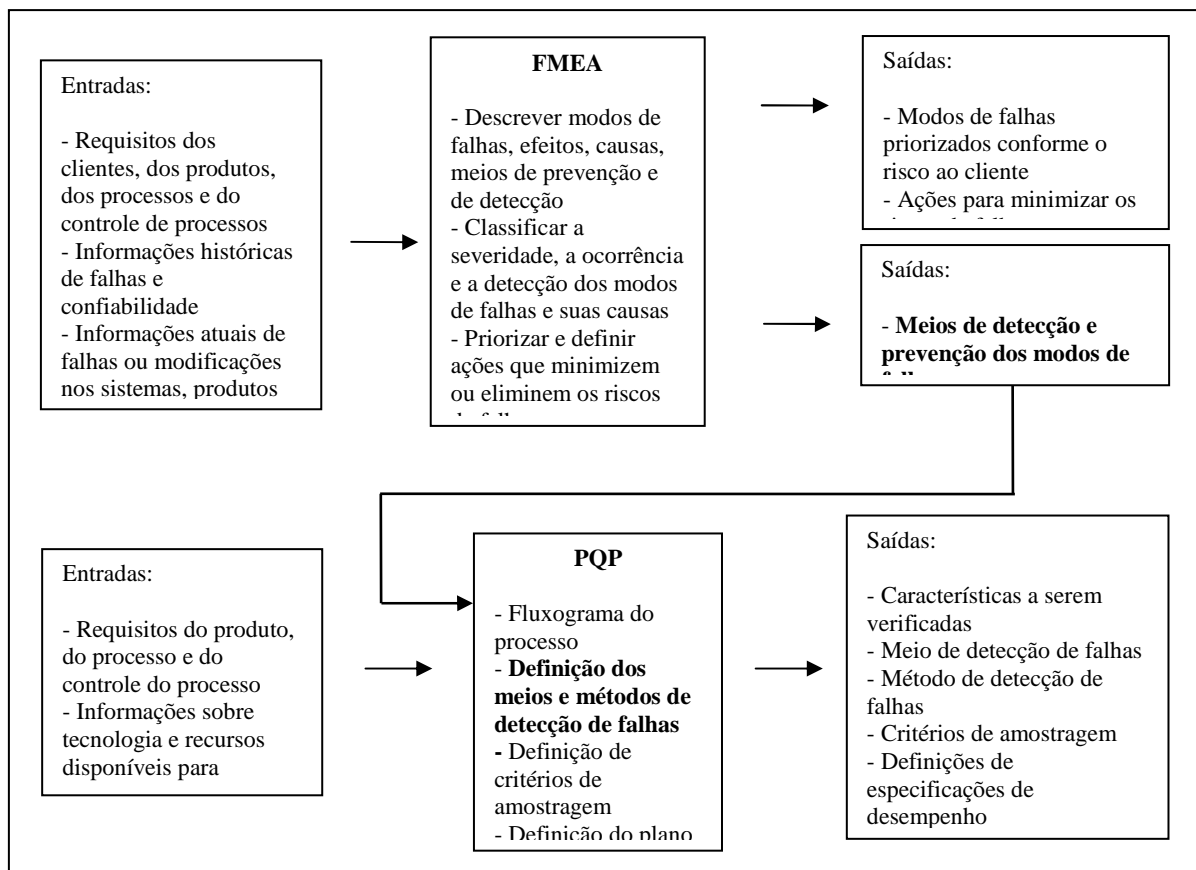 Entradas:
- Requisitos dos
clientes, dos produtos,
dos processos e do
controle de processos
- Informações históricas
de falhas e
confiabilidade
- Informações atuais de
falhas ou modificações
nos sistemas, produtos
FMEA
- Descrever modos de
falhas, efeitos, causas,
meios de prevenção e
de detecção
- Classificar a
severidade, a ocorrência
e a detecção dos modos
de falhas e suas causas
- Priorizar e definir
ações que minimizem
ou eliminem os riscos
Saídas:
- Modos de falhas
priorizados conforme o
risco ao cliente
- Ações para minimizar os
Saídas:
- Meios de detecção e
prevenção dos modos de
Entradas:
- Requisitos do produto,
do processo e do
controle do processo
- Informações sobre
tecnologia e recursos
disponíveis para
PQP
- Fluxograma do
processo
- Definição dos
meios e métodos de
detecção de falhas
- Definição de
critérios de
amostragem
- Definição do plano
Saídas:
- Características a serem
verificadas
- Meio de detecção de falhas
- Método de detecção de
falhas
- Critérios de amostragem
- Definições de
especificações de
desempenho